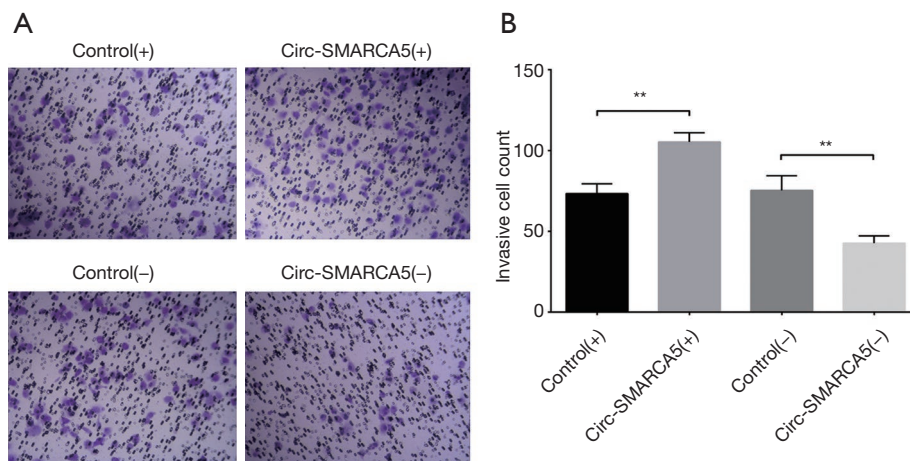 A
Control(+)
Circ-SMARCA5(+)
Control(–)
Circ-SMARCA5(–)
B
Invasive cell count
150
100
50
0
**
**
Control(+)
Circ-SMARCA5(+)
Control(–)
Circ-SMARCA5(–)